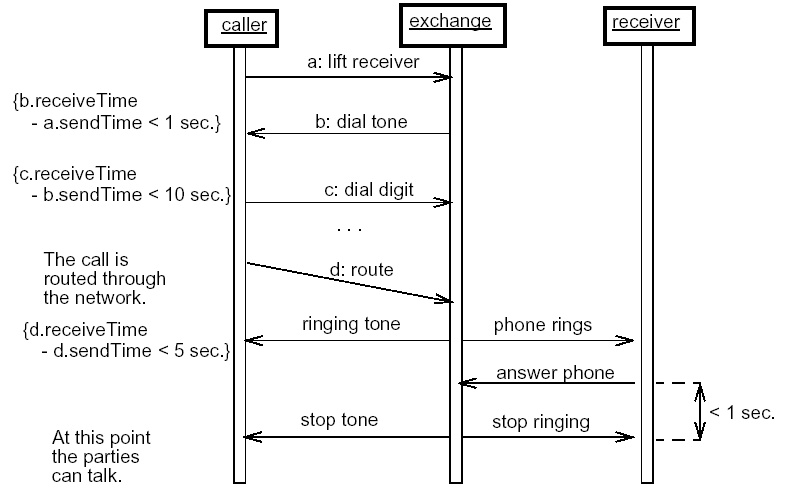 caller
exchange
receiver
a: lift receiver
{b.receiveTime
- a.sendTime < 1 sec.}
b: dial tone
{c.receiveTime
- b.sendTime < 10 sec.}
c: dial digit
. . .
The call is
routed through
the network.
d: route
{d.receiveTime
- d.sendTime < 5 sec.}
ringing tone
phone rings
answer phone
< 1 sec.
stop tone
stop ringing
At this point
the parties
can talk.